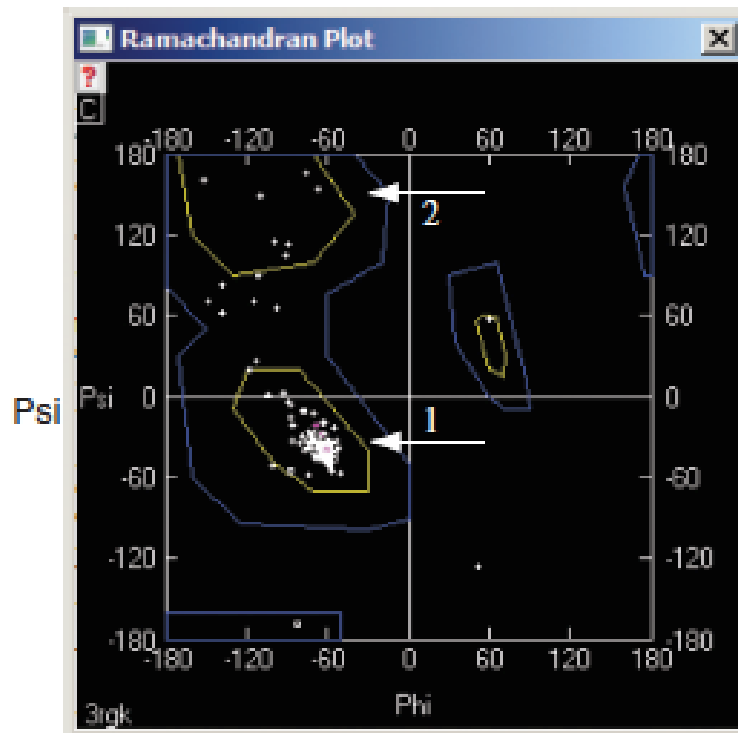 Ramachandran Plot
?
C
-180 -120 -60 0 60 120 180
180 180
2
120 120
60 60
Psi Psi 0 0
1
-60 -60
-120 -120
-180 -180
-180 -120 -60 0 60 120 180
Phi
3rgk